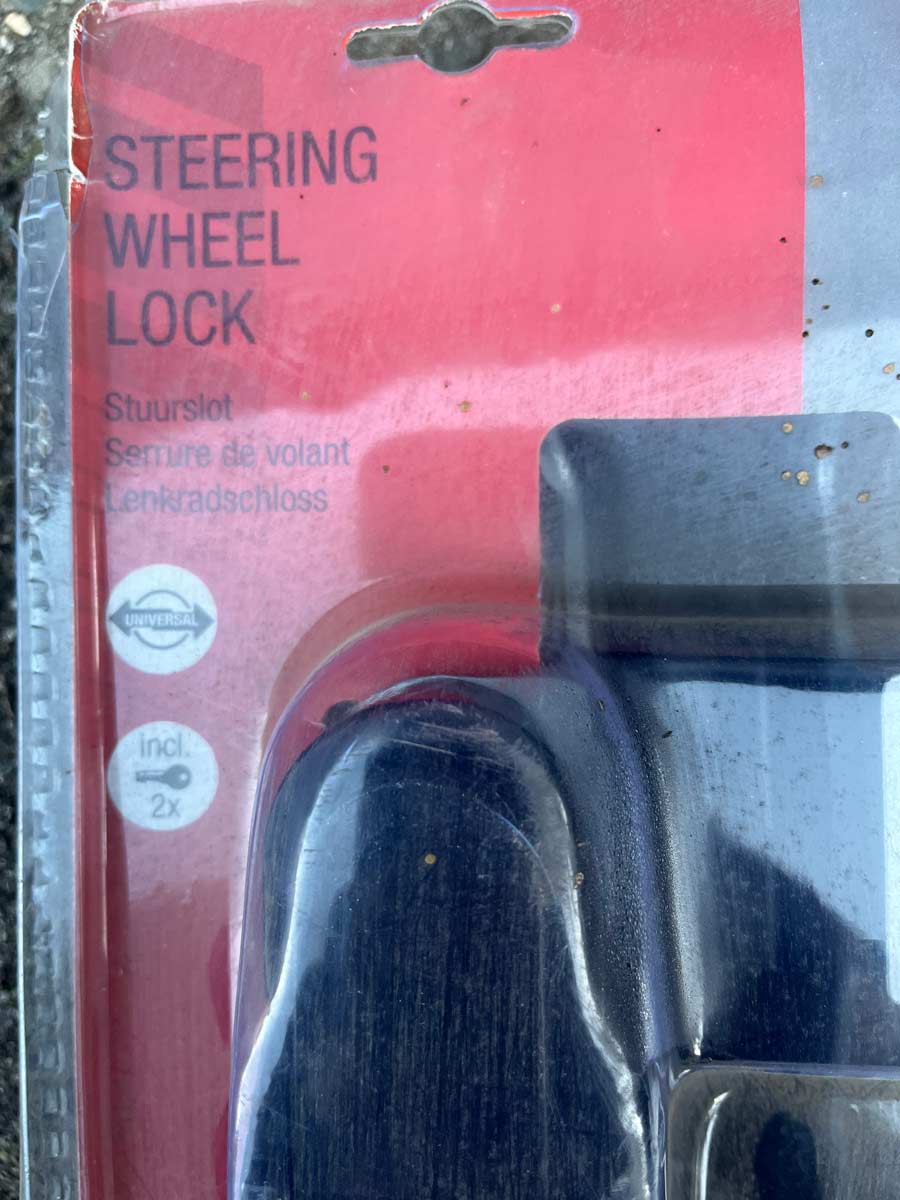 STEERING
WHEEL
LOCK
Stuurslot
Serrure de volant
Lenkradschloss
UNIVERSAL
incl.
2x